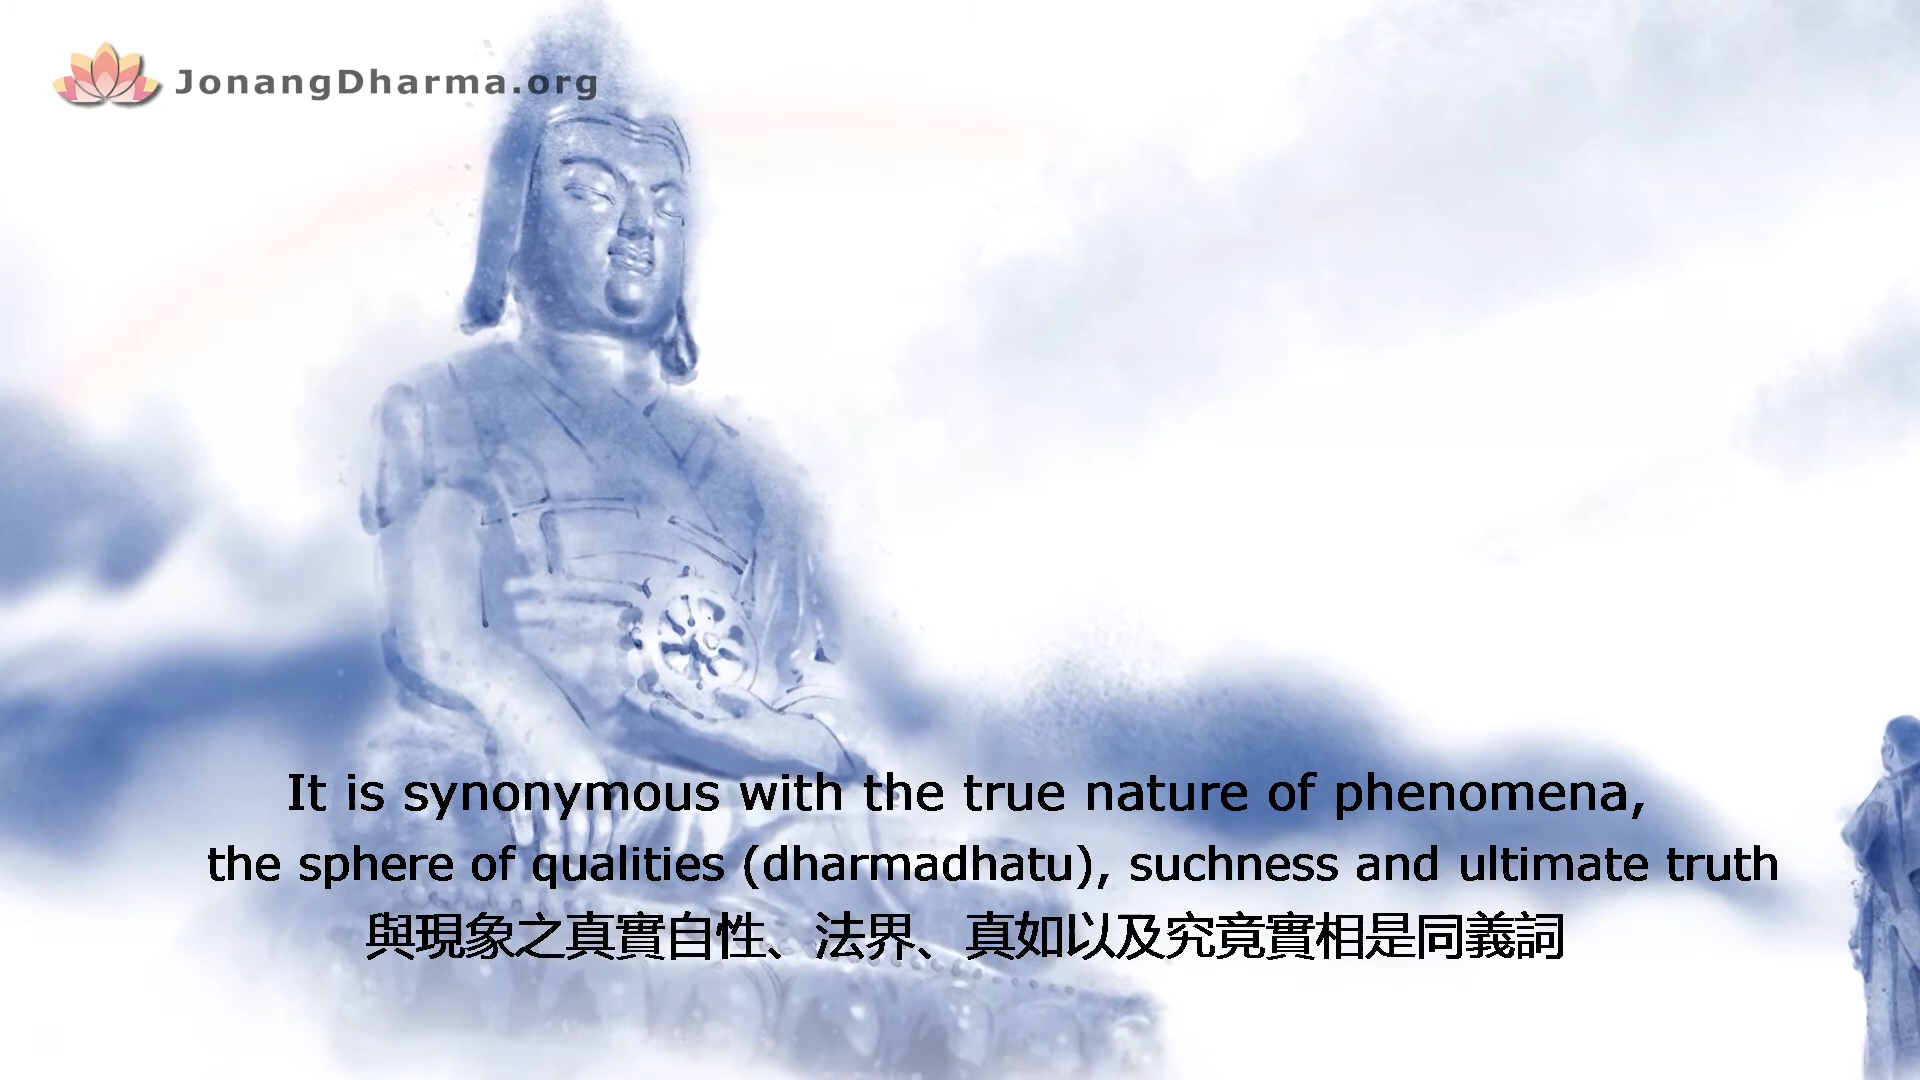 JonangDharma.org
It is synonymous with the true nature of phenomena,
the sphere of qualities (dharmadhatu), suchness and ultimate truth
與現象之真實自性、法界、真如以及究竟實相是同義詞